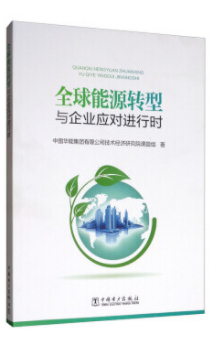 QUANQIU NENGYUAN ZHUANXING
YU QIYE YINGDUI JINXINGSHI
全球能源转型
与企业应对进行时
中国华能集团有限公司技术经济研究院课题组 著
中国电力出版社